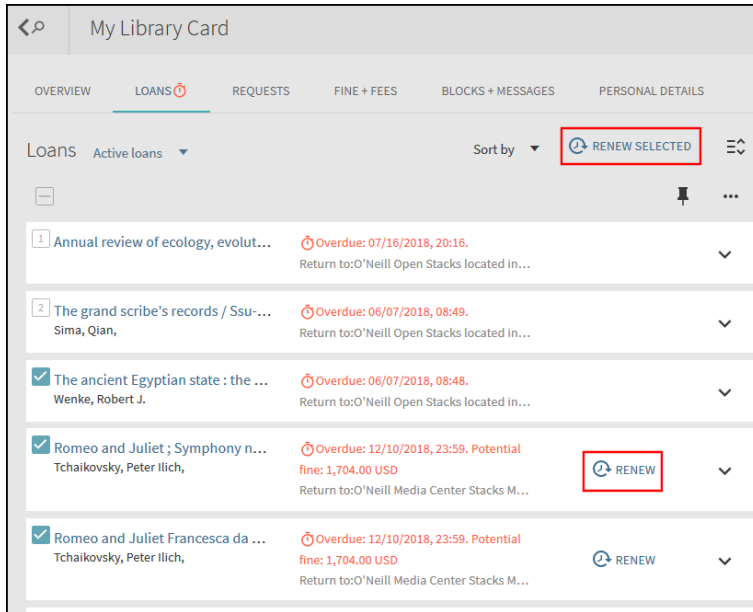 My Library Card
OVERVIEW LOANS REQUESTS FINE + FEES BLOCKS + MESSAGES PERSONAL DETAILS
Loans Active loans Sort by RENEW SELECTED
1 Annual review of ecology, evolut... Overdue: 07/16/2018, 20:16.
Return to:O'Neill Open Stacks located in...
2 The grand scribe's records / Ssu-... Overdue: 06/07/2018, 08:49.
Sima, Qian, Return to:O'Neill Open Stacks located in...
The ancient Egyptian state : the ... Overdue: 06/07/2018, 08:48.
Wenke, Robert J. Return to:O'Neill Open Stacks located in...
Romeo and Juliet ; Symphony n... Overdue: 12/10/2018, 23:59. Potential
Tchaikovsky, Peter Ilich, fine: 1,704.00 USD RENEW
Return to:O'Neill Media Center Stacks M...
Romeo and Juliet Francesca da ... Overdue: 12/10/2018, 23:59. Potential
Tchaikovsky, Peter Ilich, fine: 1,704.00 USD RENEW
Return to:O'Neill Media Center Stacks M...